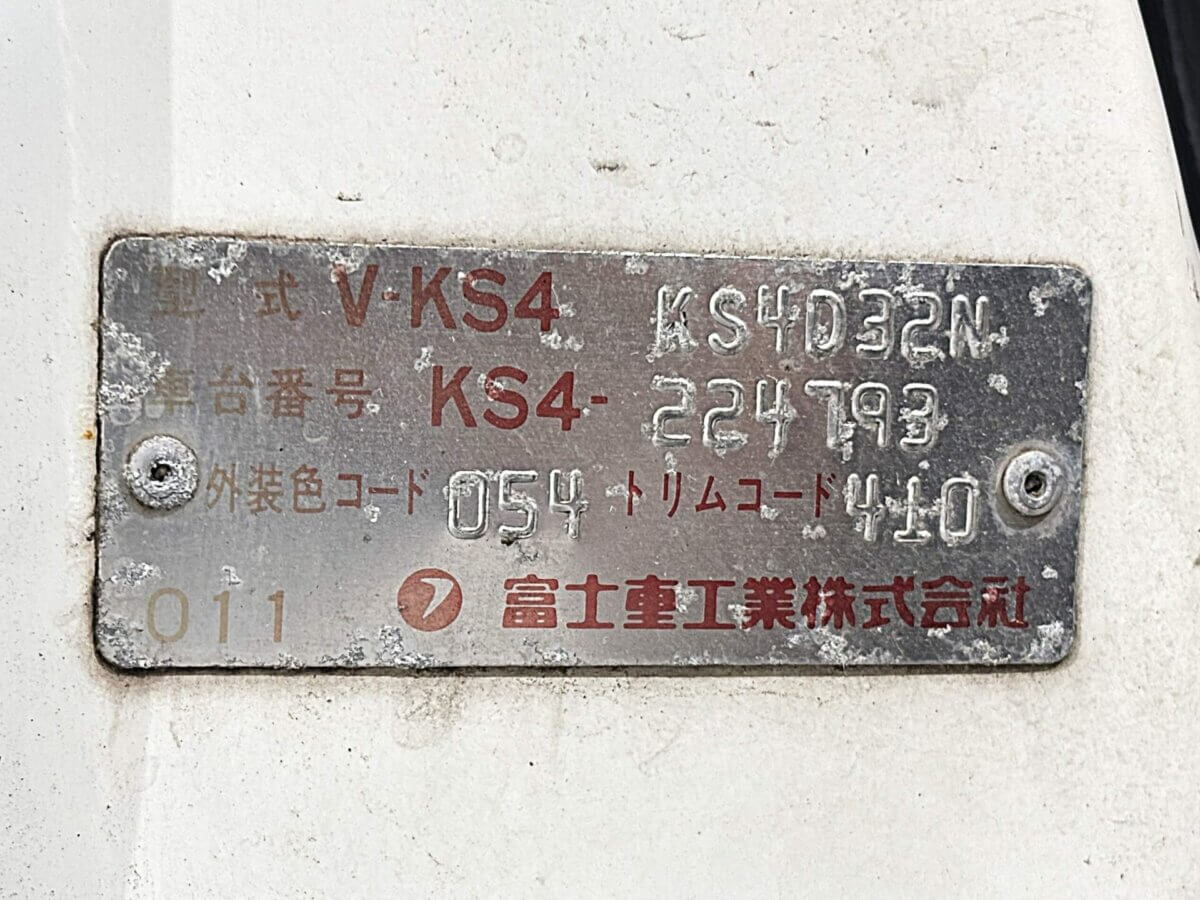 型 式 V-KS4 KS4D32N
車台番号 KS4- 224793
外装色コード 054 トリムコード 410
011 フ 富士重工業株式会社